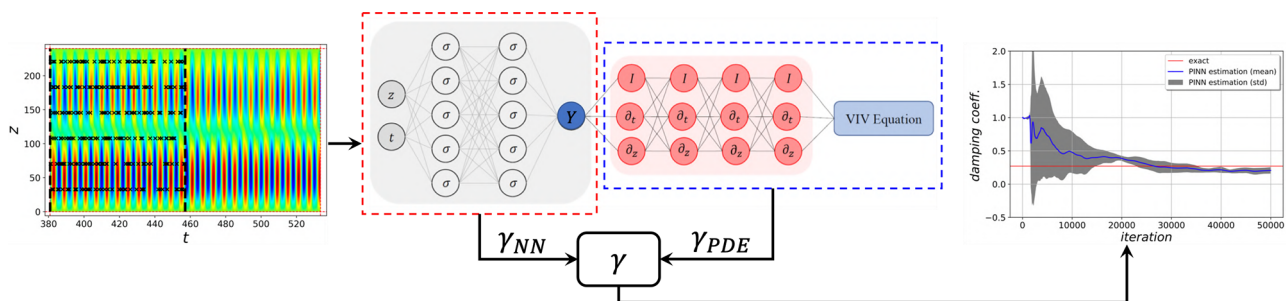 z
200
150
100
50
0
380
400
420
440
460
480
500
520
t
z
t
σ
σ
σ
σ
σ
σ
σ
σ
σ
σ
Y
I
I
I
I
∂t
∂t
∂t
∂t
∂z
∂z
∂z
∂z
VIV Equation
γNN
γ
γPDE
damping coeff.
2.0
1.5
1.0
0.5
0.0
−0.5
exact
PINN estimation (mean)
PINN estimation (std)
0
10000
20000
30000
40000
50000
iteration